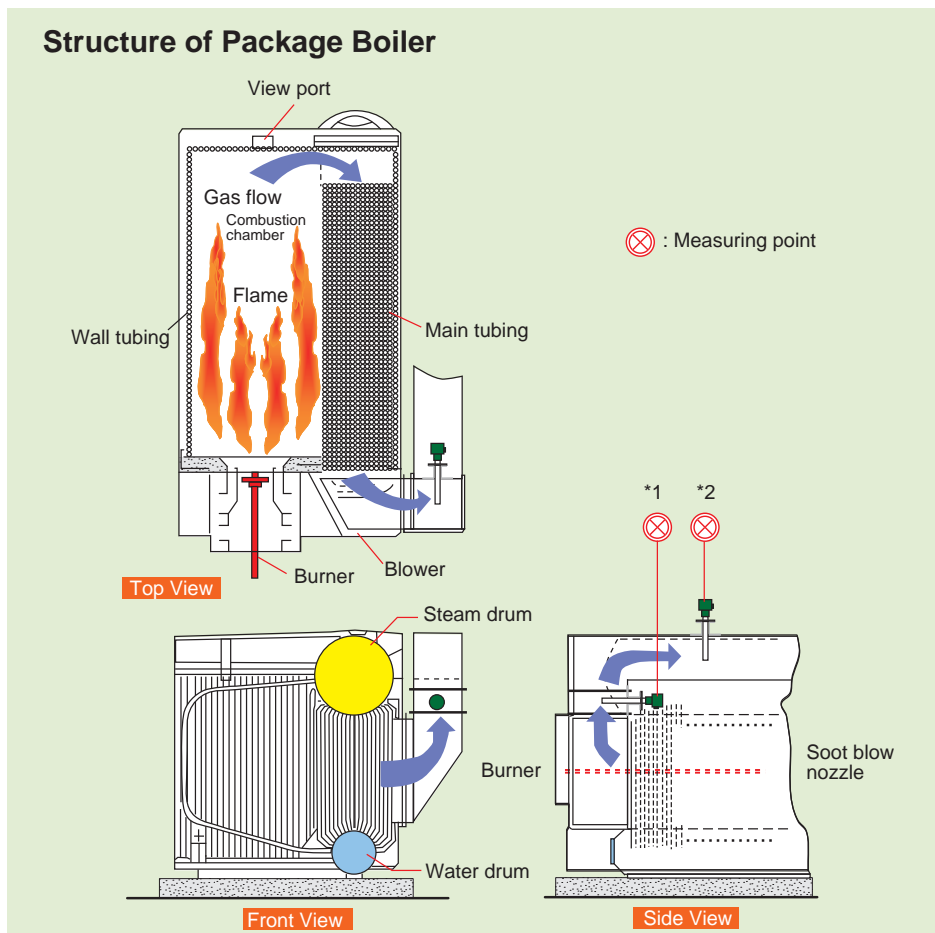 Structure of Package Boiler
View port
Gas flow
Combustion
chamber
Flame
Wall tubing
Main tubing
: Measuring point
*1 *2
Burner
Blower
Top View
Steam drum
Burner
Soot blow
nozzle
Water drum
Front View
Side View